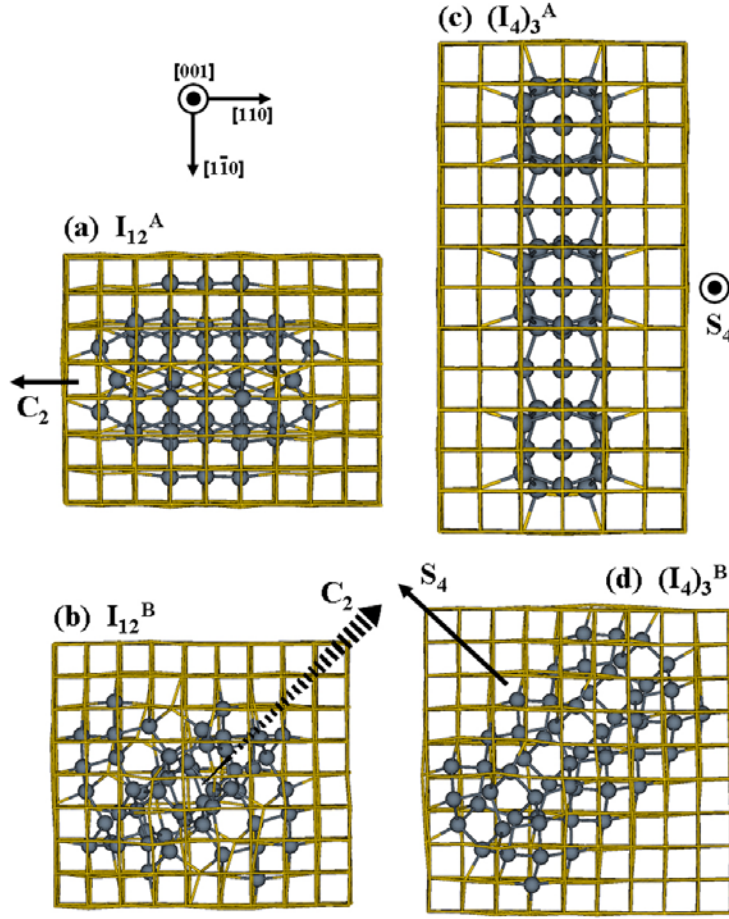 (c) (I₄)₃ᴬ
[001]
[110]
[11̄0]
(a) I₁₂ᴬ
S₄
C₂
C₂
S₄
(d) (I₄)₃ᴮ
(b) I₁₂ᴮ